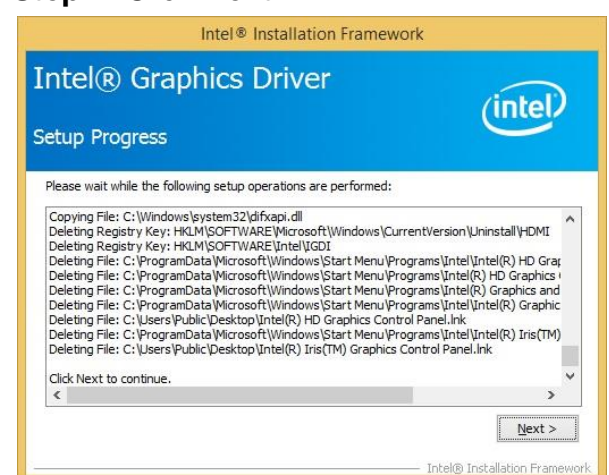 Intel® Installation Framework
Intel® Graphics Driver
intel
Setup Progress
Please wait while the following setup operations are performed:
Copying File: C:\Windows\system32\difxapi.dll
Deleting Registry Key: HKLM\SOFTWARE\Microsoft\Windows\CurrentVersion\Uninstall\HDMI
Deleting Registry Key: HKLM\SOFTWARE\Intel\IGDI
Deleting File: C:\ProgramData\Microsoft\Windows\Start Menu\Programs\Intel\Intel(R) HD Grap
Deleting File: C:\ProgramData\Microsoft\Windows\Start Menu\Programs\Intel\Intel(R) HD Graphics
Deleting File: C:\ProgramData\Microsoft\Windows\Start Menu\Programs\Intel\Intel(R) Graphics and
Deleting File: C:\ProgramData\Microsoft\Windows\Start Menu\Programs\Intel\Intel(R) Graphic
Deleting File: C:\Users\Public\Desktop\Intel(R) HD Graphics Control Panel.lnk
Deleting File: C:\ProgramData\Microsoft\Windows\Start Menu\Programs\Intel\Intel(R) Iris(TM)
Deleting File: C:\Users\Public\Desktop\Intel(R) Iris(TM) Graphics Control Panel.lnk
Click Next to continue.
Next >
Intel® Installation Framework